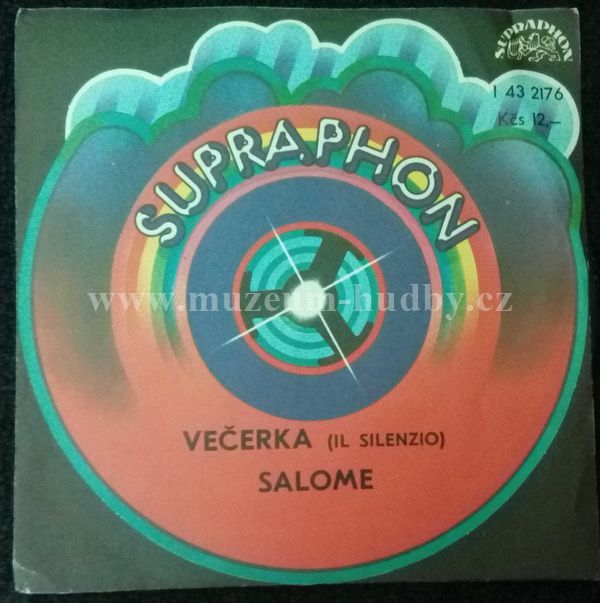 SUPRAPHON
1 43 2176
Kčs 12,–
SUPRAPHON
www.muzeum-hudby.cz
VEČERKA (IL SILENZIO)
SALOME